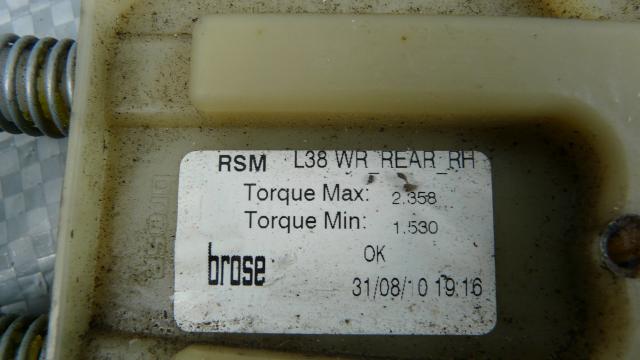 RSM L38 WR_REAR_RH
Torque Max: 2.358
Torque Min: 1.530
OK
brose
31/08/10 19:16